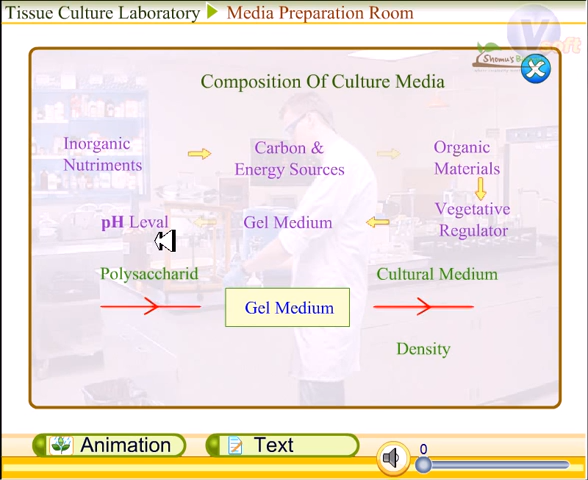 Tissue Culture Laboratory Media Preparation Room
Shomu's
Composition Of Culture Media
Inorganic
Nutriments
Carbon &
Energy Sources
Organic
Materials
pH Leval
Gel Medium
Vegetative
Regulator
Polysaccharid
Gel Medium
Cultural Medium
Density
Animation
Text
0